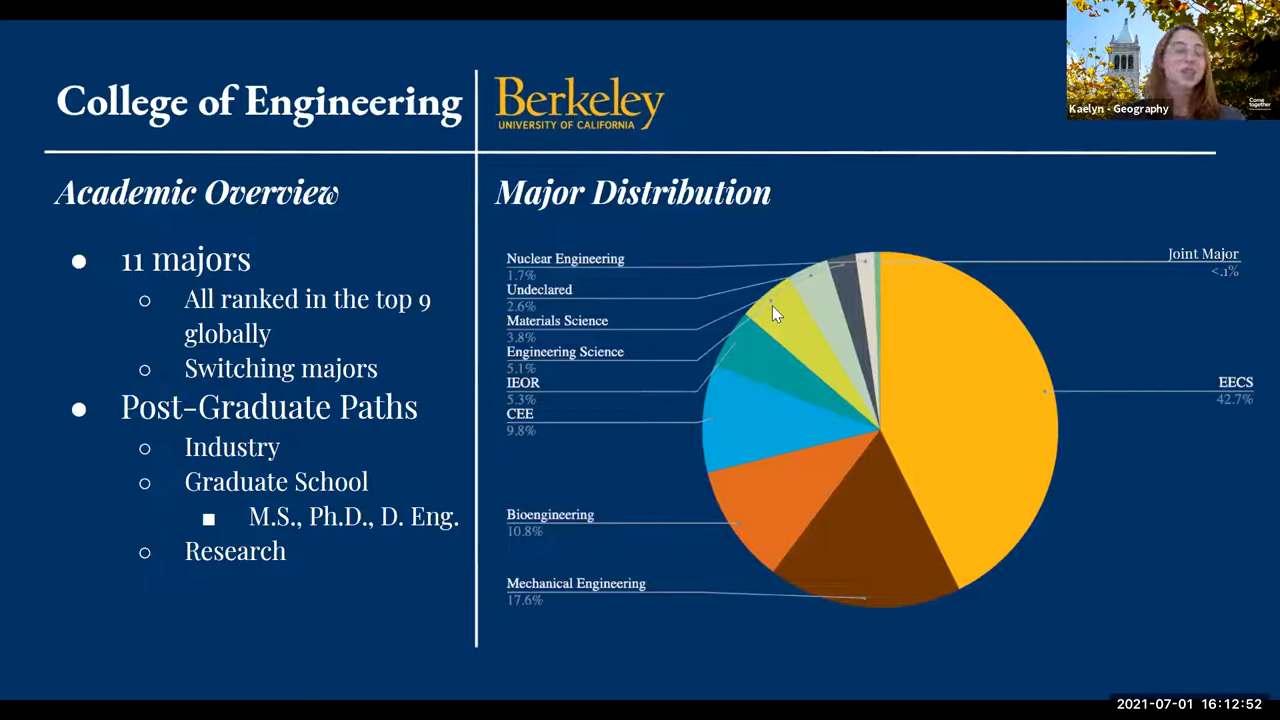 College of Engineering
Berkeley
UNIVERSITY OF CALIFORNIA
Kaelyn - Geography
Come
together
Academic Overview
● 11 majors
○ All ranked in the top 9
globally
○ Switching majors
● Post-Graduate Paths
○ Industry
○ Graduate School
■ M.S., Ph.D., D. Eng.
○ Research
Major Distribution
Nuclear Engineering
1.7%
Undeclared
2.6%
Materials Science
3.8%
Engineering Science
5.1%
IEOR
5.3%
CEE
9.8%
Bioengineering
10.8%
Mechanical Engineering
17.6%
Joint Major
<.1%
EECS
42.7%
2021-07-01 16:12:52